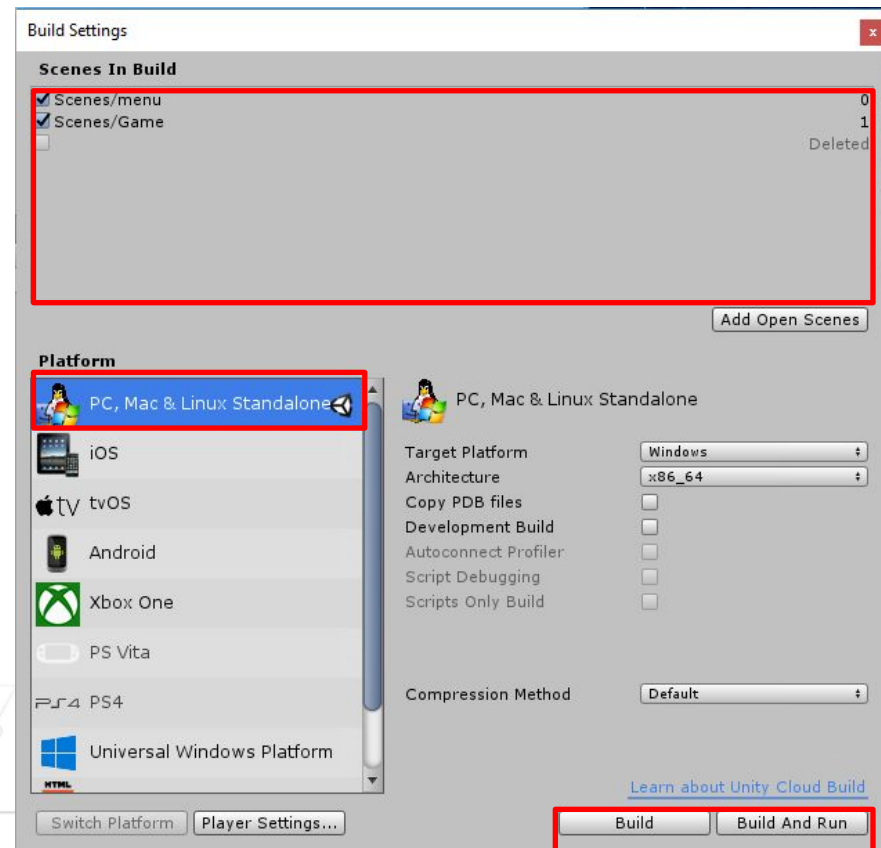 Build Settings
x
Scenes In Build
Scenes/menu 0
Scenes/Game 1
Deleted
Add Open Scenes
Platform
PC, Mac & Linux Standalone
iOS
tv tvOS
Android
Xbox One
PS Vita
PS4 PS4
Universal Windows Platform
HTML
PC, Mac & Linux Standalone
Target Platform Windows
Architecture x86_64
Copy PDB files
Development Build
Autoconnect Profiler
Script Debugging
Scripts Only Build
Compression Method Default
Learn about Unity Cloud Build
Switch Platform Player Settings... Build Build And Run